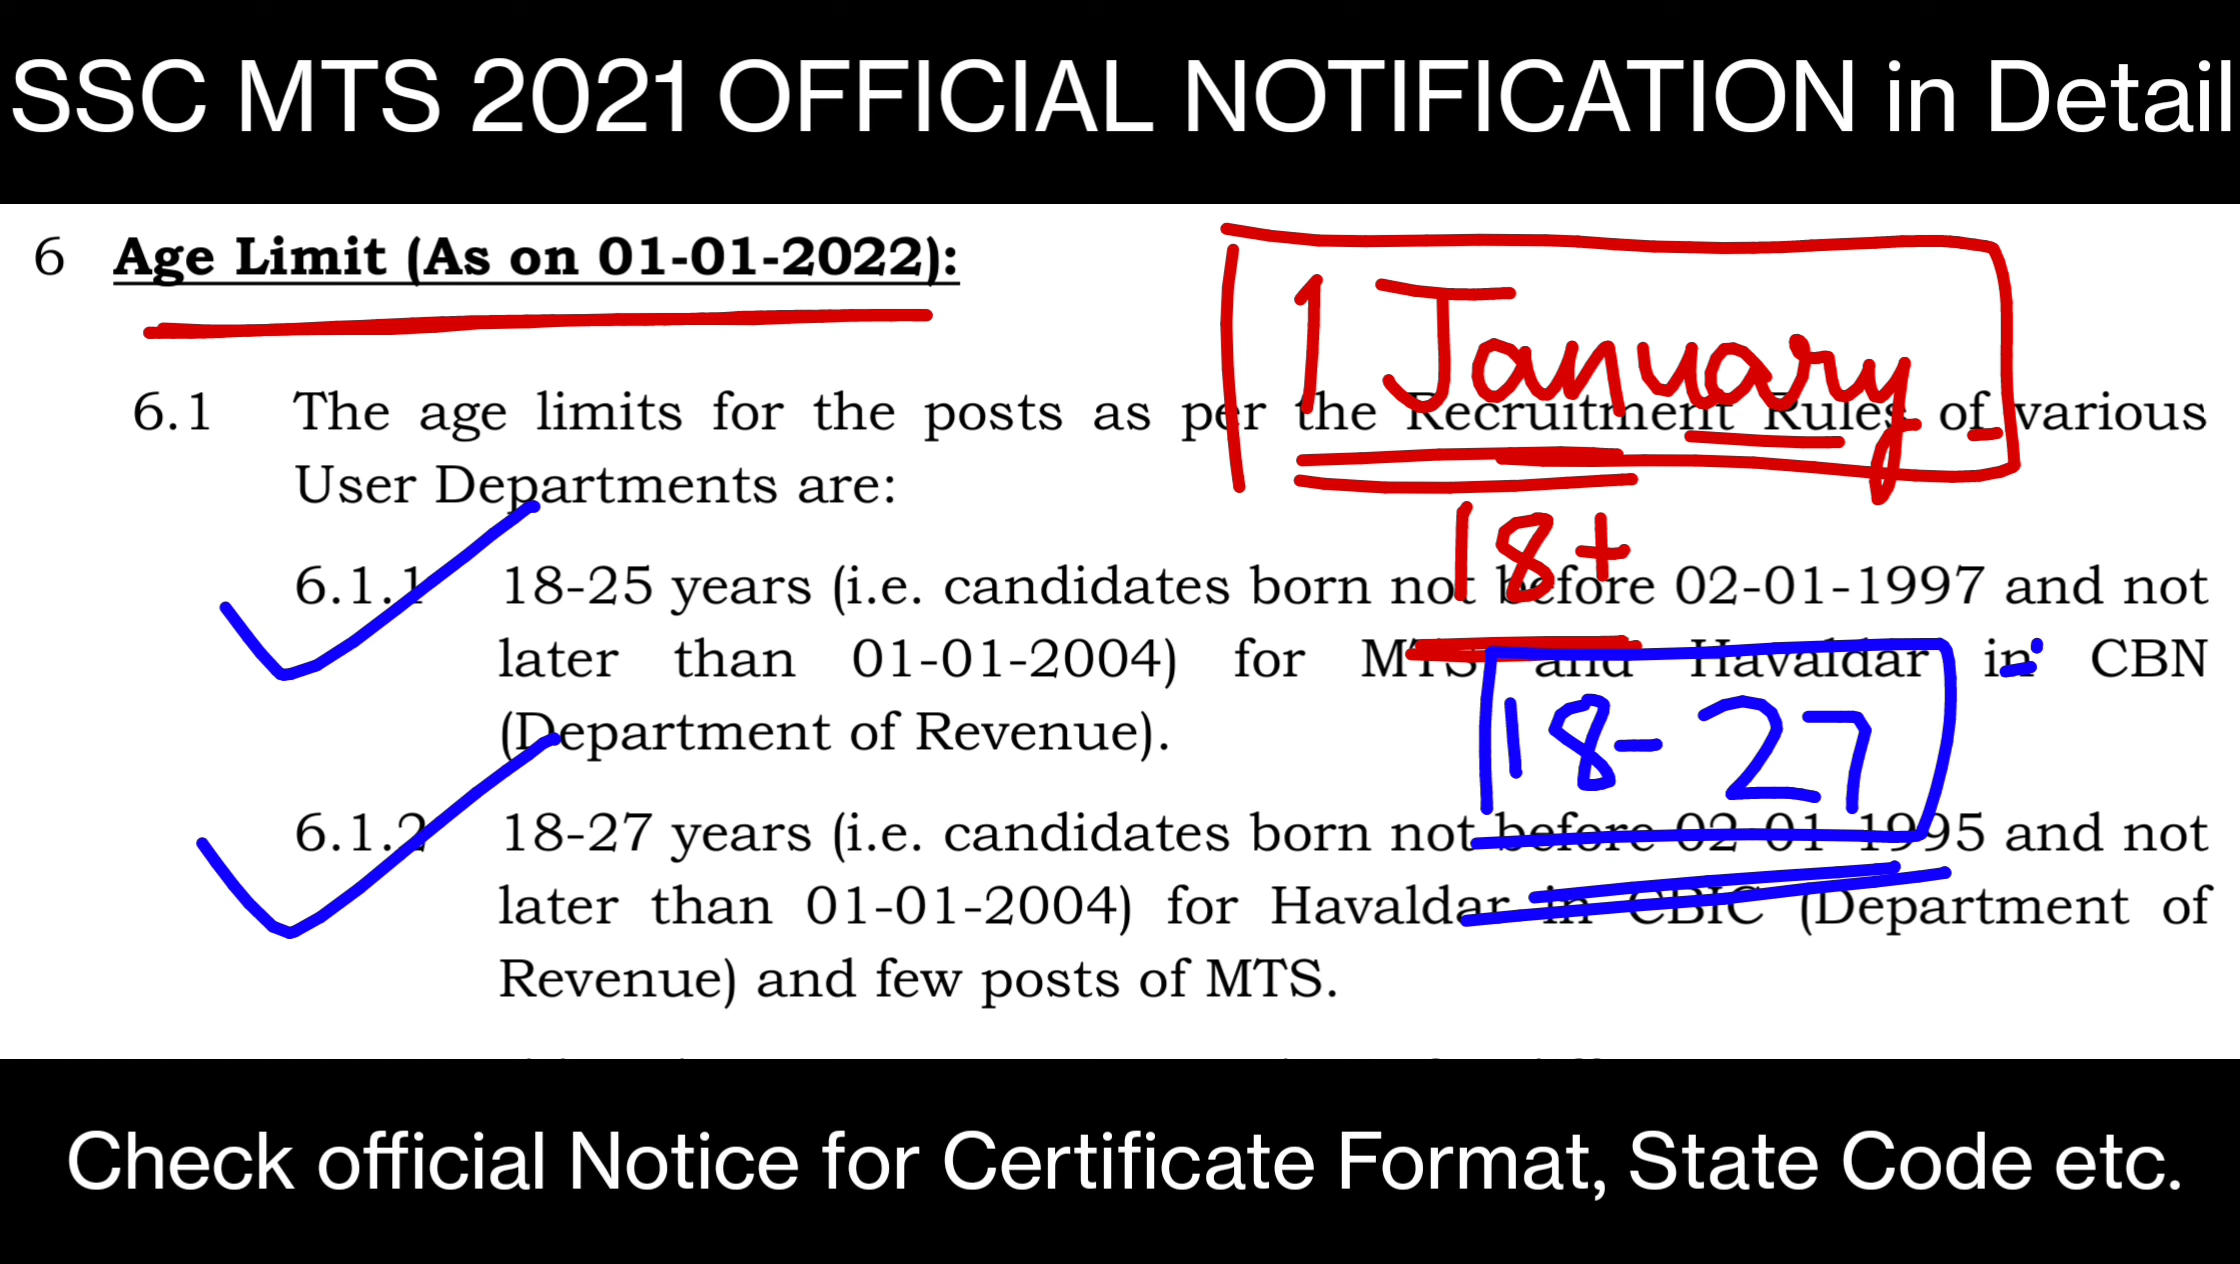 SSC MTS 2021 OFFICIAL NOTIFICATION in Detail
6 Age Limit (As on 01-01-2022):
1 January
6.1 The age limits for the posts as per the Recruitment Rules of various
User Departments are:
18+
6.1.1 18-25 years (i.e. candidates born not before 02-01-1997 and not
later than 01-01-2004) for MTS and Havaldar in CBN
(Department of Revenue).
18-27
6.1.2 18-27 years (i.e. candidates born not before 02-01-1995 and not
later than 01-01-2004) for Havaldar in CBIC (Department of
Revenue) and few posts of MTS.
Check official Notice for Certificate Format, State Code etc.